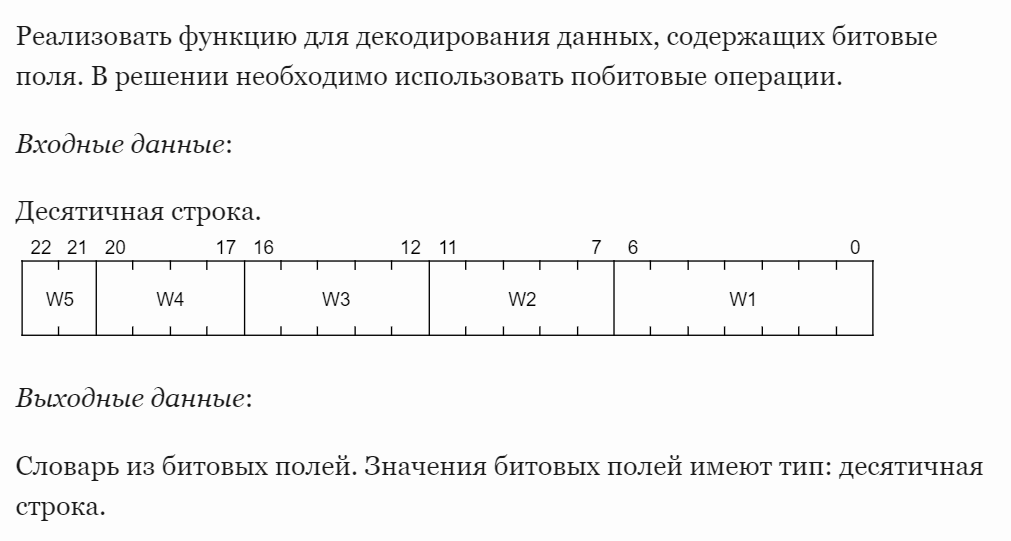 Реализовать функцию для декодирования данных, содержащих битовые
поля. В решении необходимо использовать побитовые операции.
Входные данные:
Десятичная строка.
22 21 20 17 16 12 11 7 6 0
W5 W4 W3 W2 W1
Выходные данные:
Словарь из битовых полей. Значения битовых полей имеют тип: десятичная
строка.